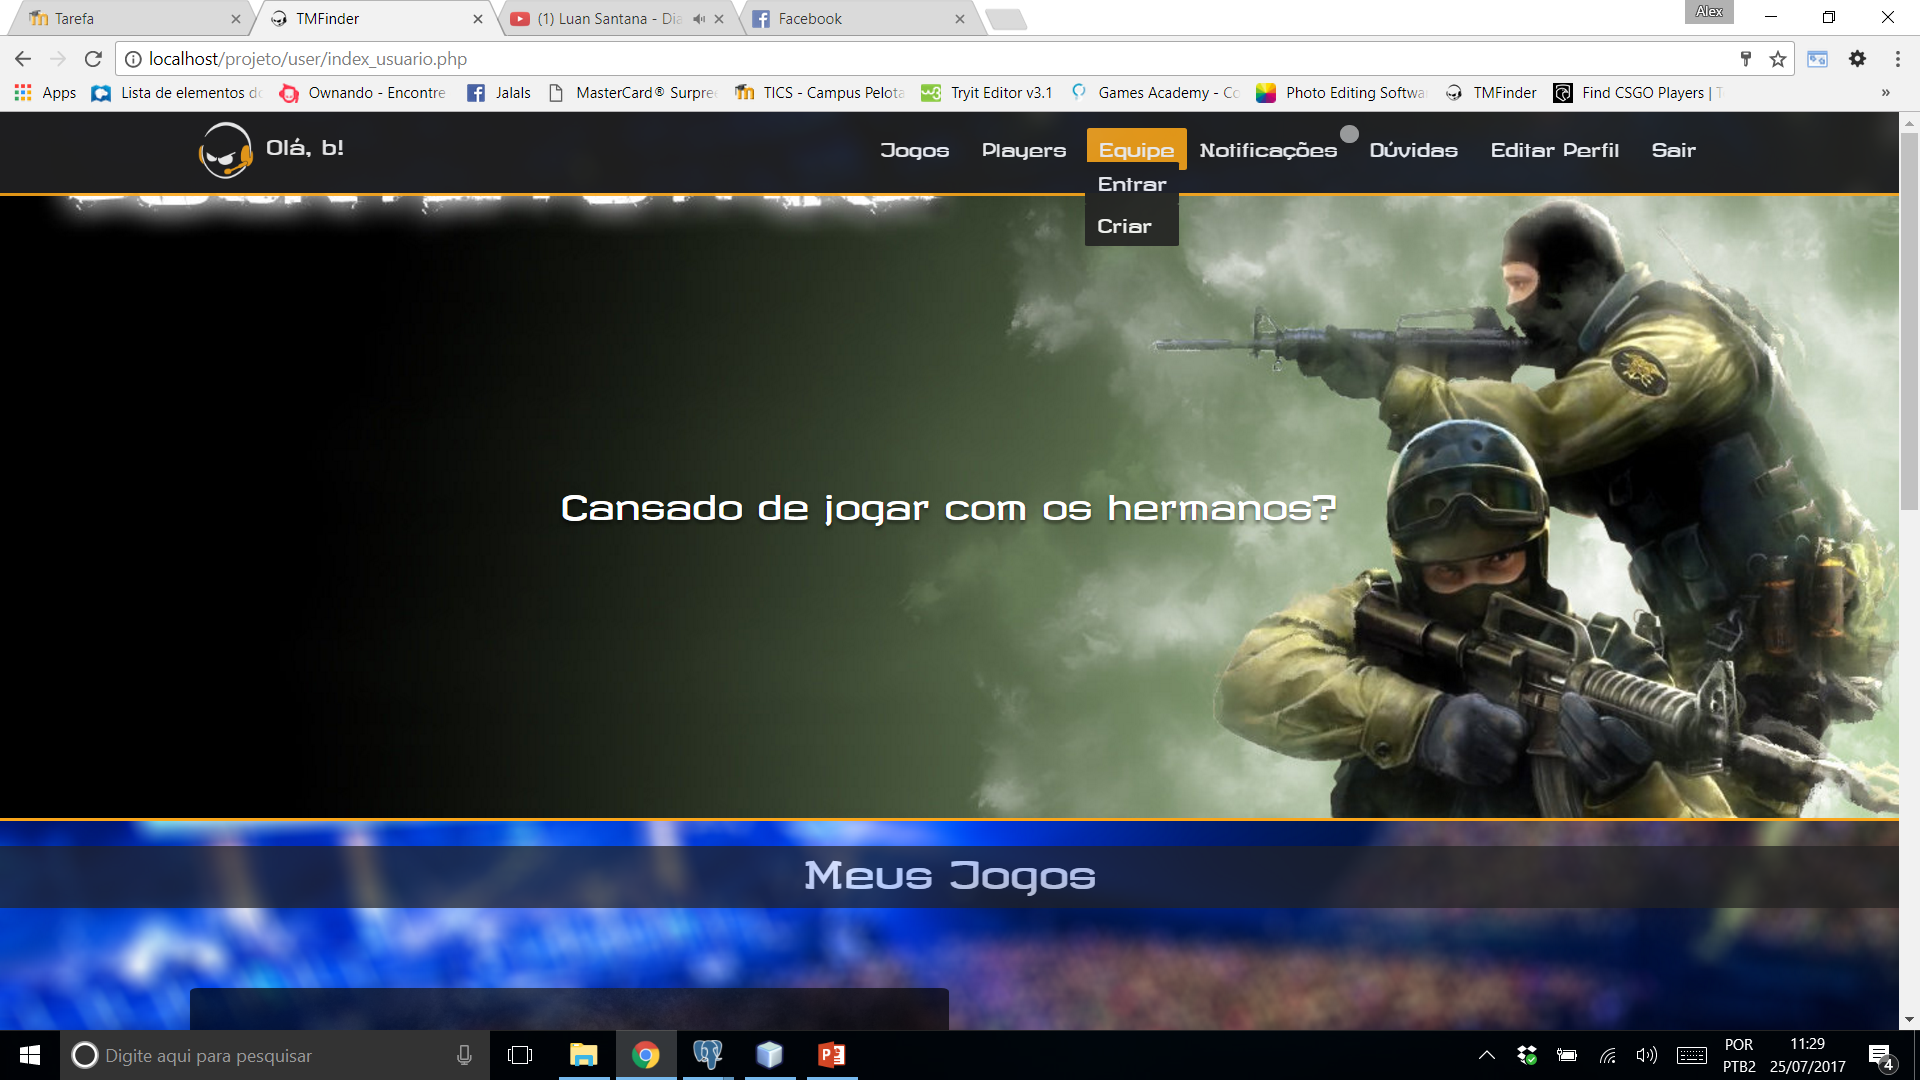 Tarefa
TMFinder
(1) Luan Santana - Dia
Facebook
Alex
localhost/projeto/user/index_usuario.php
Apps
Lista de elementos do
Ownando - Encontre
Jalals
MasterCard® Surpre
TICS - Campus Pelota
Tryit Editor v3.1
Games Academy - Co
Photo Editing Softwa
TMFinder
Find CSGO Players | T
»
Olá, b!
Jogos
Players
Equipe
Notificações
Dúvidas
Editar Perfil
Sair
Entrar
Criar
Cansado de jogar com os hermanos?
Meus Jogos
Digite aqui para pesquisar
POR
PTB2
11:29
25/07/2017
4